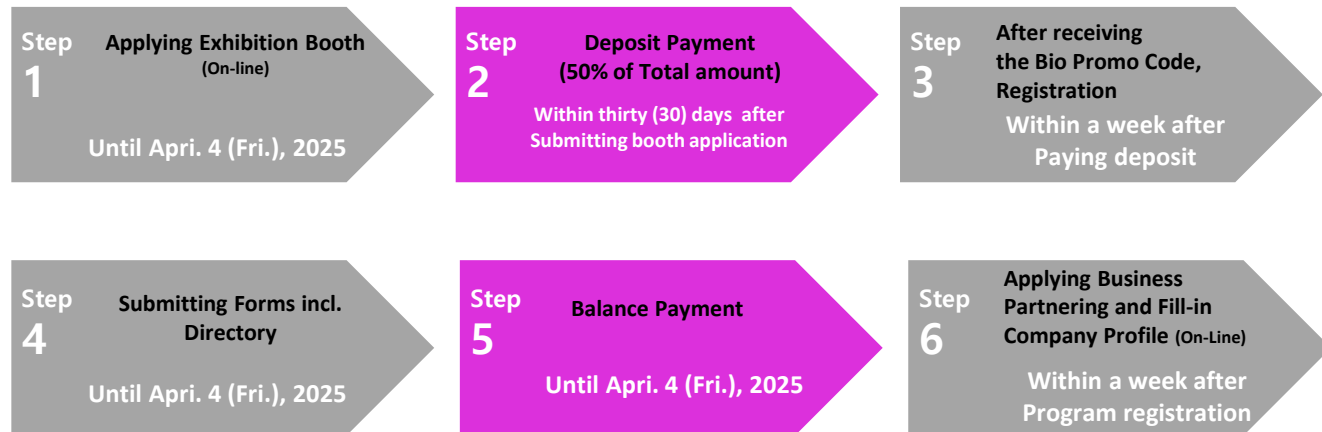 Step
1
Applying Exhibition Booth
(On-line)
Until Apri. 4 (Fri.), 2025
Step
2
Deposit Payment
(50% of Total amount)
Within thirty (30) days after
Submitting booth application
Step
3
After receiving
the Bio Promo Code,
Registration
Within a week after
Paying deposit
Step
4
Submitting Forms incl.
Directory
Until Apri. 4 (Fri.), 2025
Step
5
Balance Payment
Until Apri. 4 (Fri.), 2025
Step
6
Applying Business
Partnering and Fill-in
Company Profile (On-Line)
Within a week after
Program registration